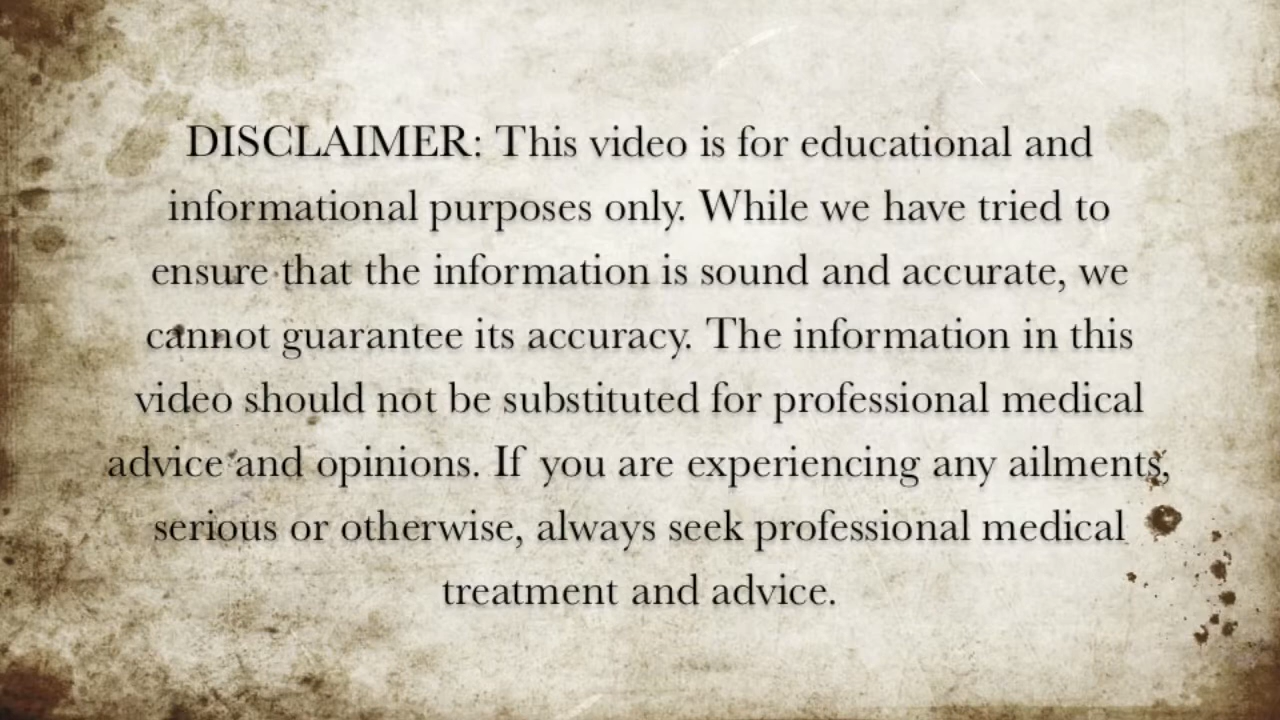 DISCLAIMER: This video is for educational and
informational purposes only. While we have tried to
ensure that the information is sound and accurate, we
cannot guarantee its accuracy. The information in this
video should not be substituted for professional medical
advice and opinions. If you are experiencing any ailments,
serious or otherwise, always seek professional medical
treatment and advice.